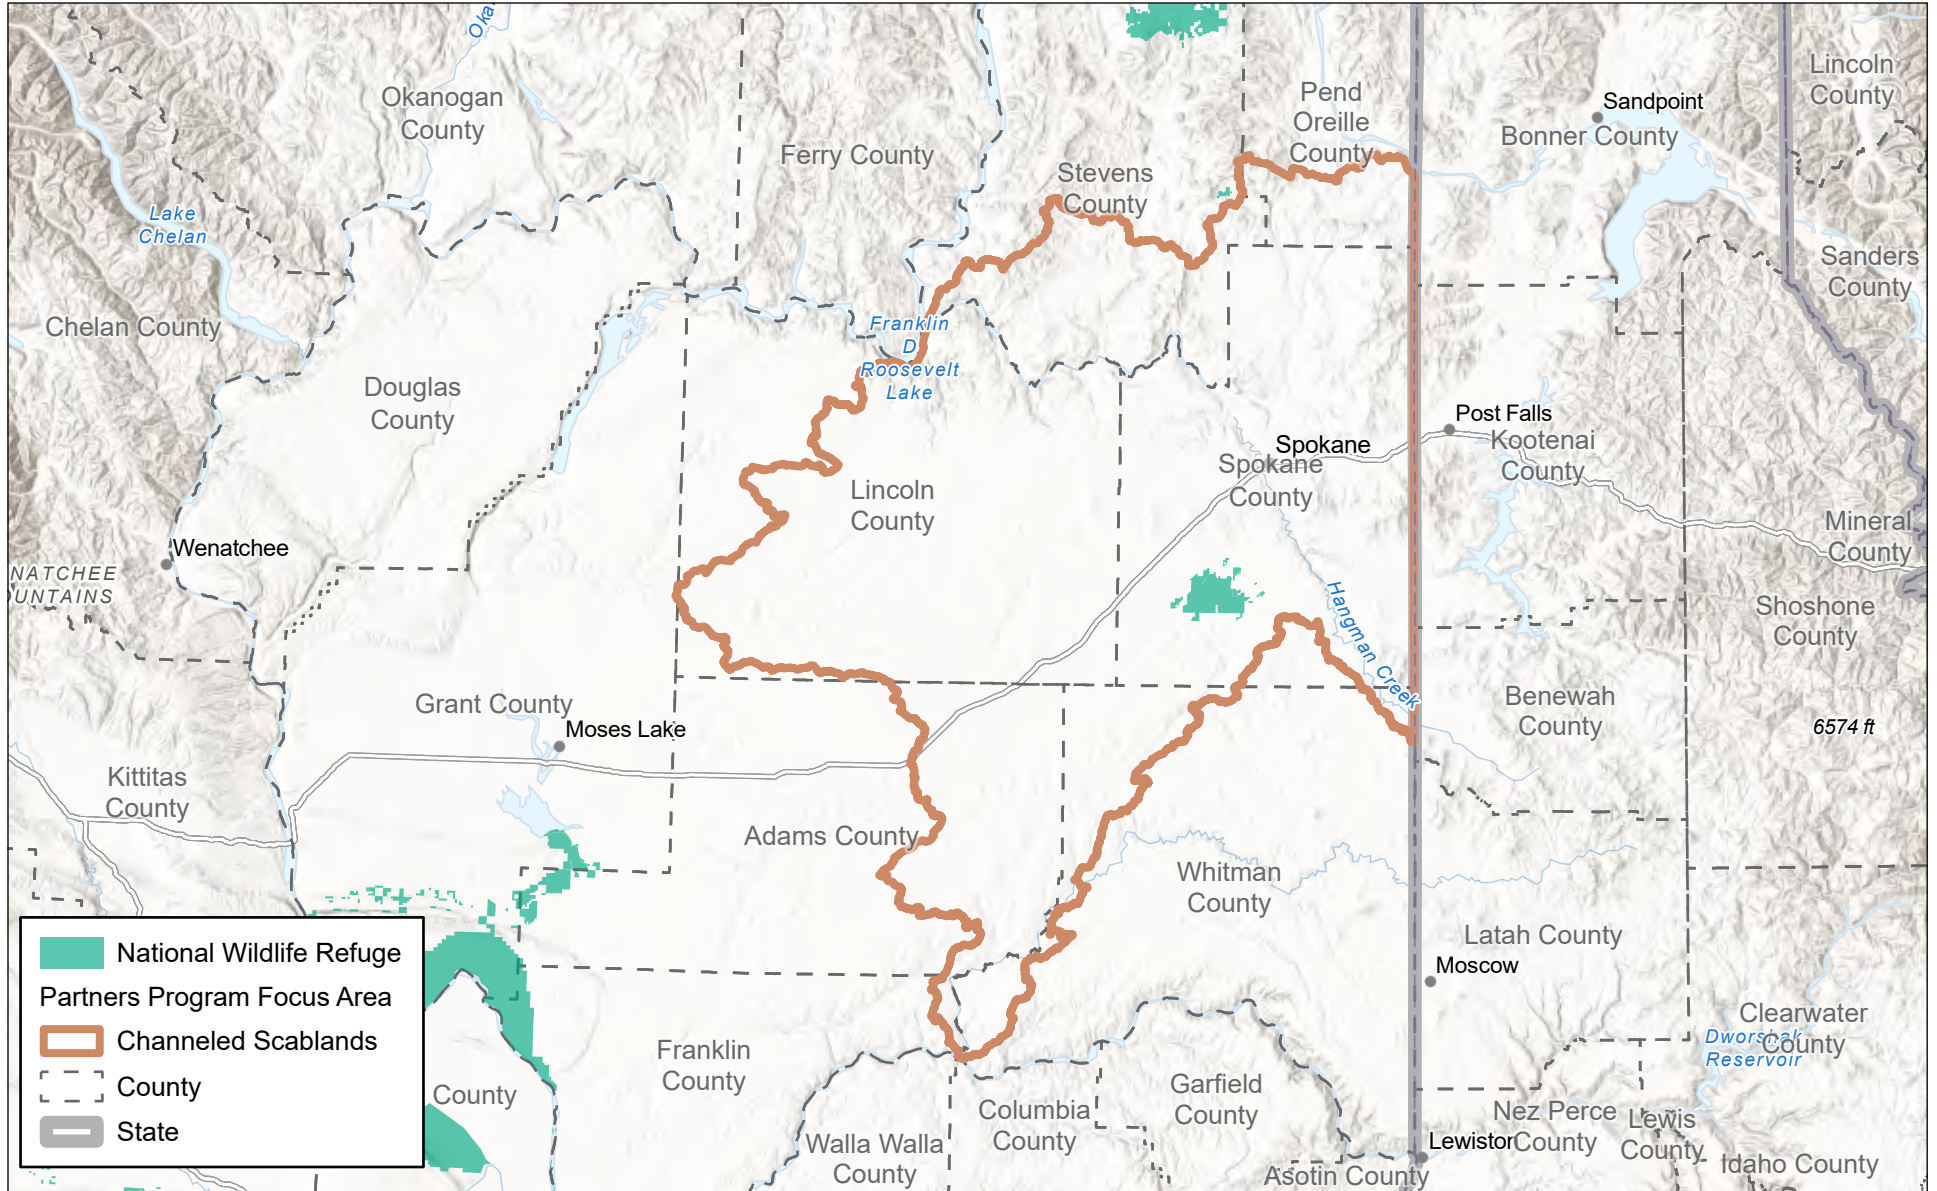 Oka
Okanogan
County
Ferry County
Stevens
County
Pend
Oreille
County
Sandpoint
Bonner County
Lincoln
County
Lake
Chelan
Sanders
County
Chelan County
Franklin
D
Roosevelt
Lake
Douglas
County
Lincoln
County
Spokane
Spokane
County
Post Falls
Kootenai
County
Mineral
County
Wenatchee
NATCHEE
OUNTAINS
Hangman Creek
Shoshone
County
Grant County
Moses Lake
Benewah
County
6574 ft
Kittitas
County
Adams County
Whitman
County
Latah County
Moscow
Clearwater
County
Dworshak
Reservoir
Franklin
County
County
Columbia
County
Garfield
County
Walla Walla
County
Nez Perce
County
Lewis
County
Lewiston
Asotin County
Idaho County
National Wildlife Refuge
Partners Program Focus Area
Channeled Scablands
County
State